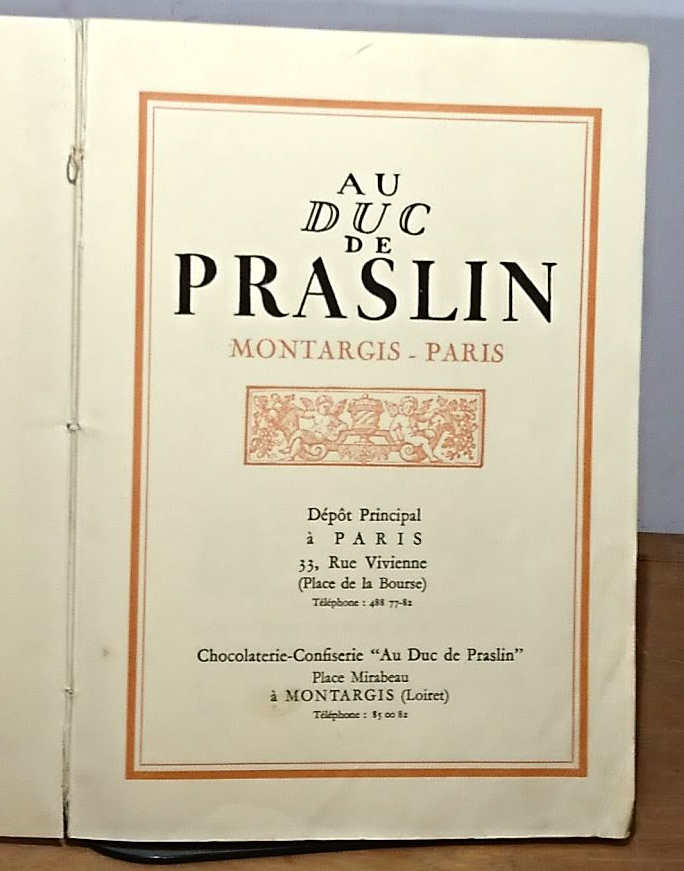 AU
DUC
DE
PRASLIN
MONTARGIS - PARIS
Dépôt Principal
à PARIS
33, Rue Vivienne
(Place de la Bourse)
Téléphone : 488 77-82
Chocolaterie-Confiserie “Au Duc de Praslin”
Place Mirabeau
à MONTARGIS (Loiret)
Téléphone : 85 00 82